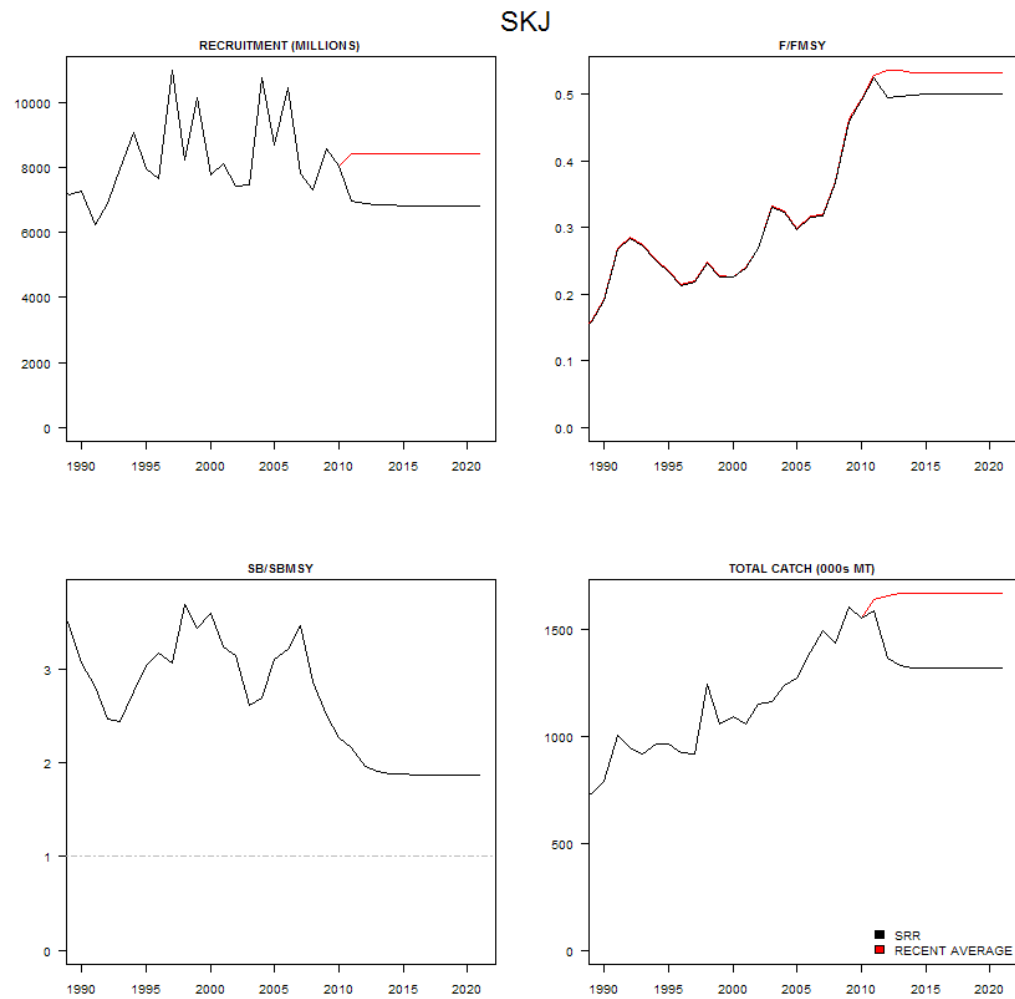 SKJ
RECRUITMENT (MILLIONS)
10000
8000
6000
4000
2000
0
1990 1995 2000 2005 2010 2015 2020
F/FMSY
0.5
0.4
0.3
0.2
0.1
0.0
1990 1995 2000 2005 2010 2015 2020
SB/SBMSY
3
2
1
0
1990 1995 2000 2005 2010 2015 2020
TOTAL CATCH (000s MT)
1500
1000
500
0
SRR
RECENT AVERAGE
1990 1995 2000 2005 2010 2015 2020